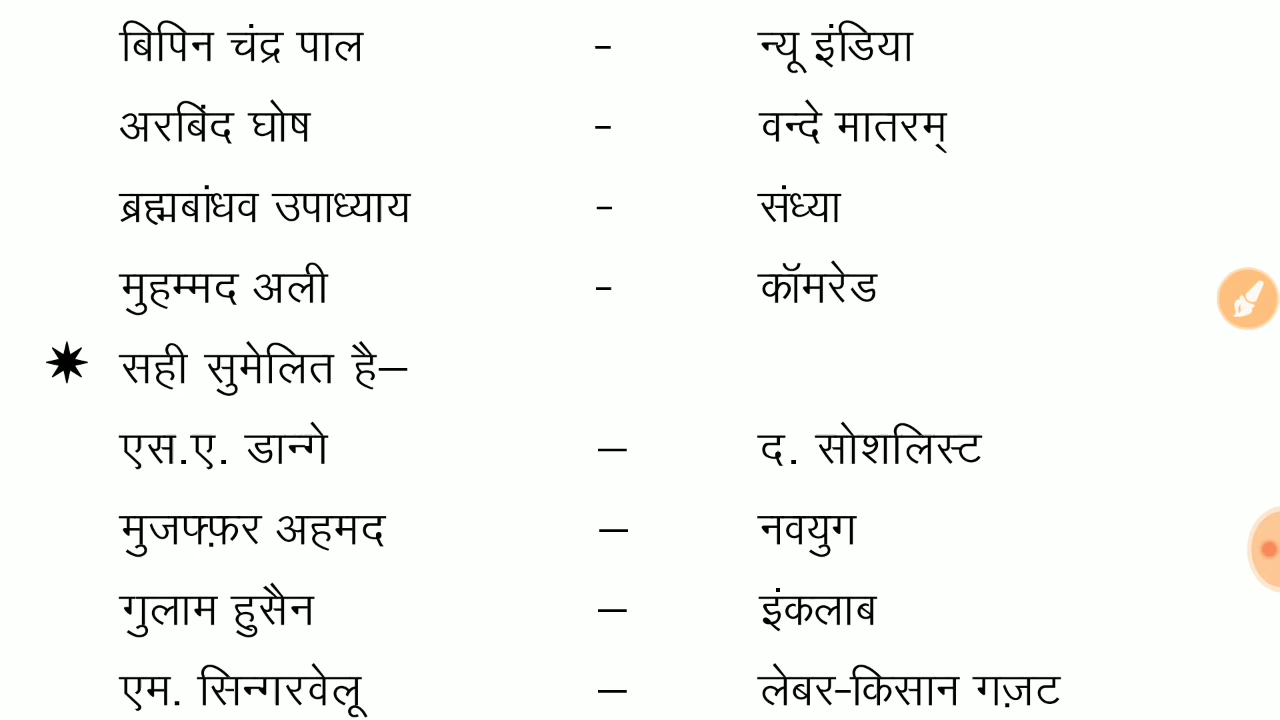 बिपिन चंद्र पाल - न्यू इंडिया
अरबिंद घोष - वन्दे मातरम्
ब्रह्मबांधव उपाध्याय - संध्या
मुहम्मद अली - कॉमरेड
✷ सही सुमेलित है–
एस.ए. डान्गे – द. सोशलिस्ट
मुजफ्फ़र अहमद – नवयुग
गुलाम हुसैन – इंकलाब
एम. सिन्गरवेलू – लेबर-किसान गज़ट